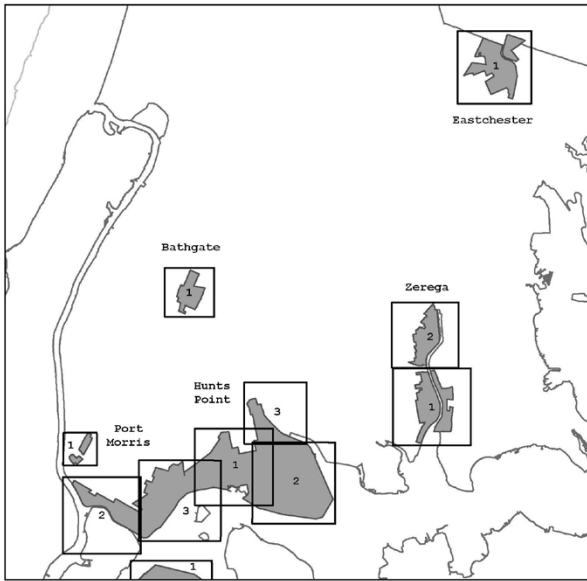 1
Eastchester
Bathgate
1
Zerega
2
Hunts
Point
1
3
Port
Morris
1
1
2
2
3
1